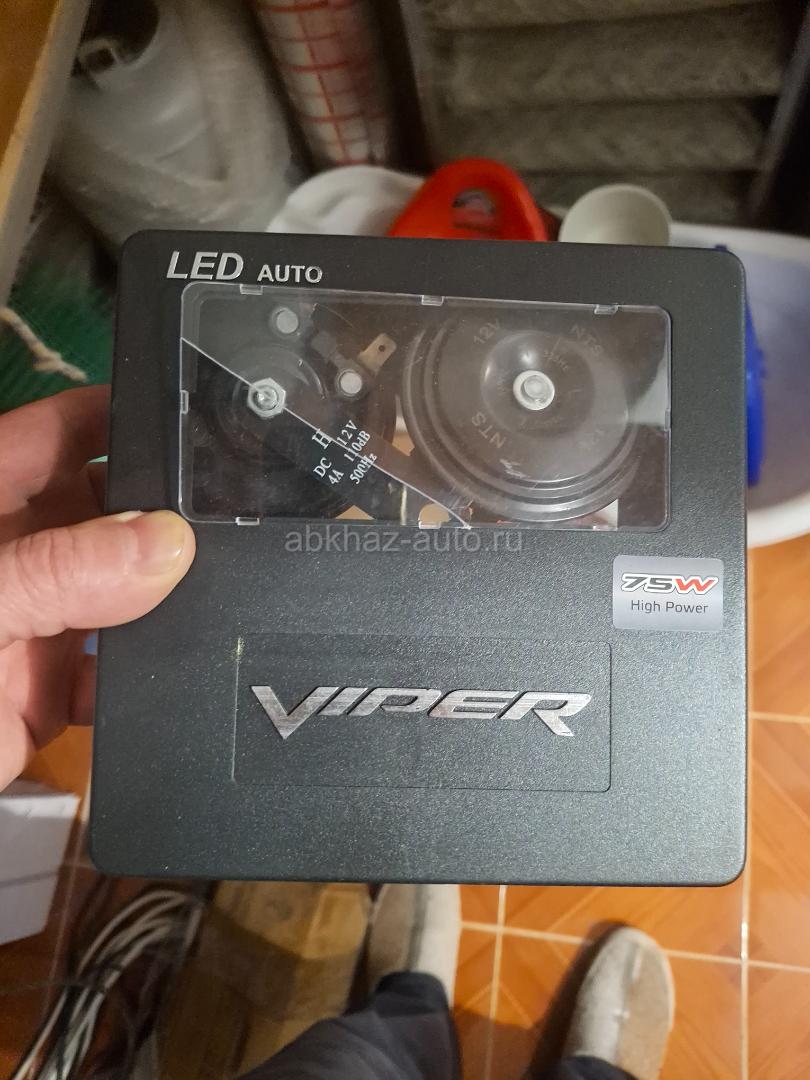 LED AUTO
12V NTS
NTS
H 12V
DC 110dB
4A 500Hz
abkhaz-auto.ru
75W
High Power
VIPER